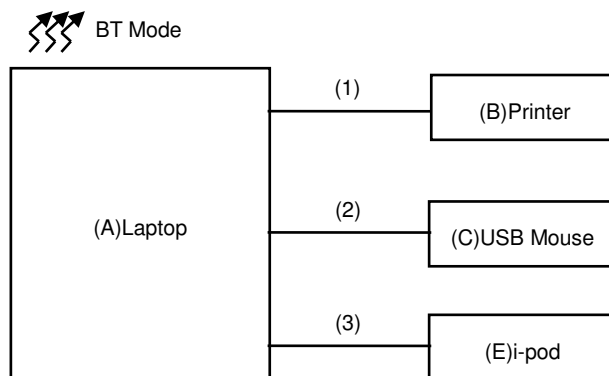 BT Mode
(1)
(B)Printer
(A)Laptop
(2)
(C)USB Mouse
(3)
(E)i-pod